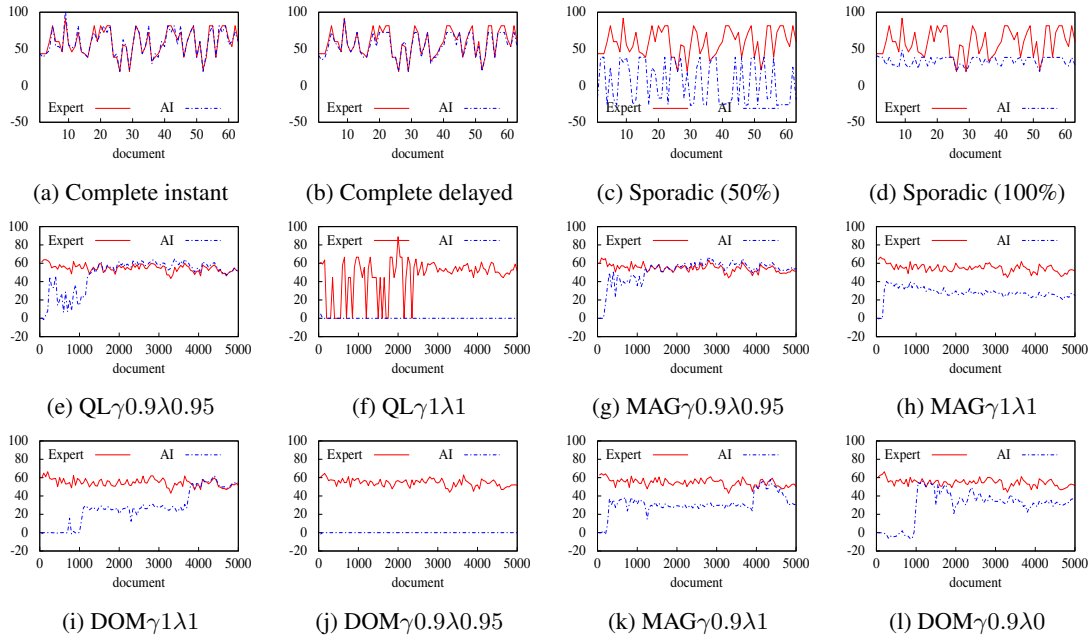 100
50
0
-50
Expert AI
10 20 30 40 50 60
document
(a) Complete instant
100
50
0
-50
Expert AI
10 20 30 40 50 60
document
(b) Complete delayed
100
50
0
-50
Expert AI
10 20 30 40 50 60
document
(c) Sporadic (50%)
100
50
0
-50
Expert AI
10 20 30 40 50 60
document
(d) Sporadic (100%)
100
80
60
40
20
0
-20
Expert AI
0 1000 2000 3000 4000 5000
document
(e) QLγ0.9λ0.95
100
80
60
40
20
0
-20
Expert AI
0 1000 2000 3000 4000 5000
document
(f) QLγ1λ1
100
80
60
40
20
0
-20
Expert AI
0 1000 2000 3000 4000 5000
document
(g) MAGγ0.9λ0.95
100
80
60
40
20
0
-20
Expert AI
0 1000 2000 3000 4000 5000
document
(h) MAGγ1λ1
100
80
60
40
20
0
-20
Expert AI
0 1000 2000 3000 4000 5000
document
(i) DOMγ1λ1
100
80
60
40
20
0
-20
Expert AI
0 1000 2000 3000 4000 5000
document
(j) DOMγ0.9λ0.95
100
80
60
40
20
0
-20
Expert AI
0 1000 2000 3000 4000 5000
document
(k) MAGγ0.9λ1
100
80
60
40
20
0
-20
Expert AI
0 1000 2000 3000 4000 5000
document
(l) DOMγ0.9λ0